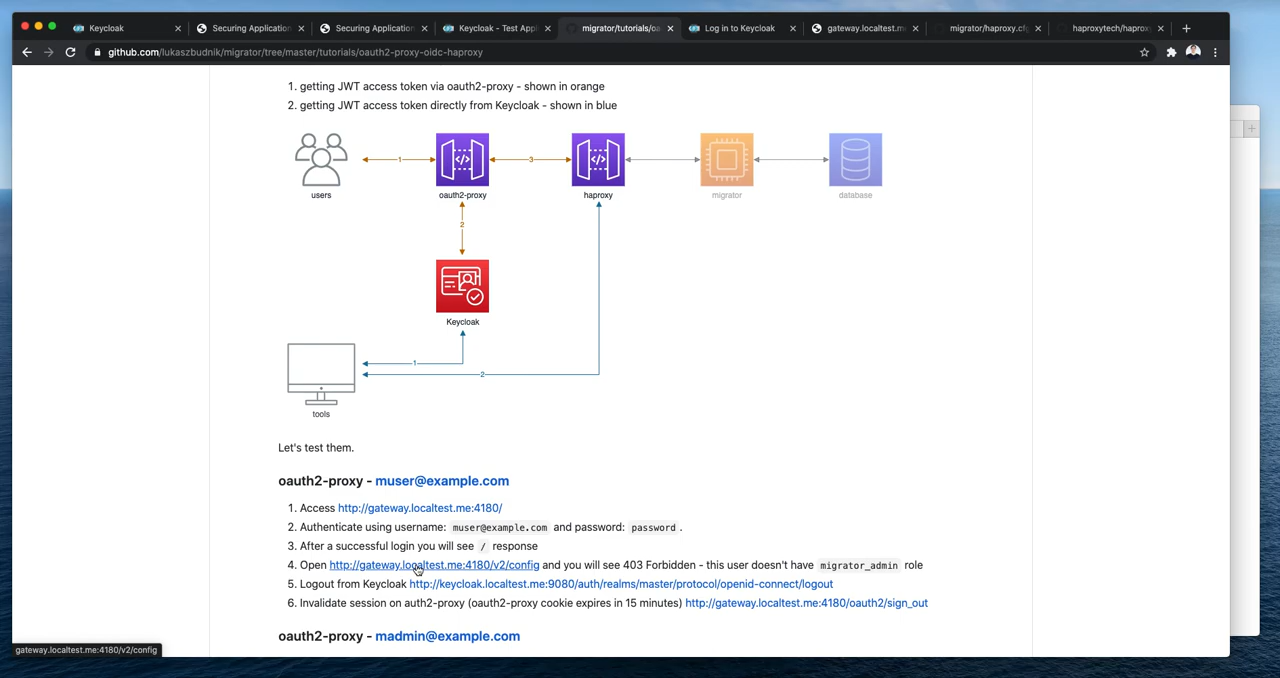 Keycloak
Securing Application
Securing Application
Keycloak - Test Appl
migrator/tutorials/oa
Log in to Keycloak
gateway.localtest.me:
migrator/haproxy.cfg
haproxytech/haprox
github.com/lukaszbudnik/migrator/tree/master/tutorials/oauth2-proxy-oidc-haproxy
1. getting JWT access token via oauth2-proxy - shown in orange
2. getting JWT access token directly from Keycloak - shown in blue
1
3
users
oauth2-proxy
haproxy
migrator
database
2
Keycloak
1
2
tools
Let's test them.
oauth2-proxy - muser@example.com
1. Access http://gateway.localtest.me:4180/
2. Authenticate using username: muser@example.com and password: password .
3. After a successful login you will see / response
4. Open http://gateway.localtest.me:4180/v2/config and you will see 403 Forbidden - this user doesn't have migrator_admin role
5. Logout from Keycloak http://keycloak.localtest.me:9080/auth/realms/master/protocol/openid-connect/logout
6. Invalidate session on auth2-proxy (oauth2-proxy cookie expires in 15 minutes) http://gateway.localtest.me:4180/oauth2/sign_out
oauth2-proxy - madmin@example.com
gateway.localtest.me:4180/v2/config